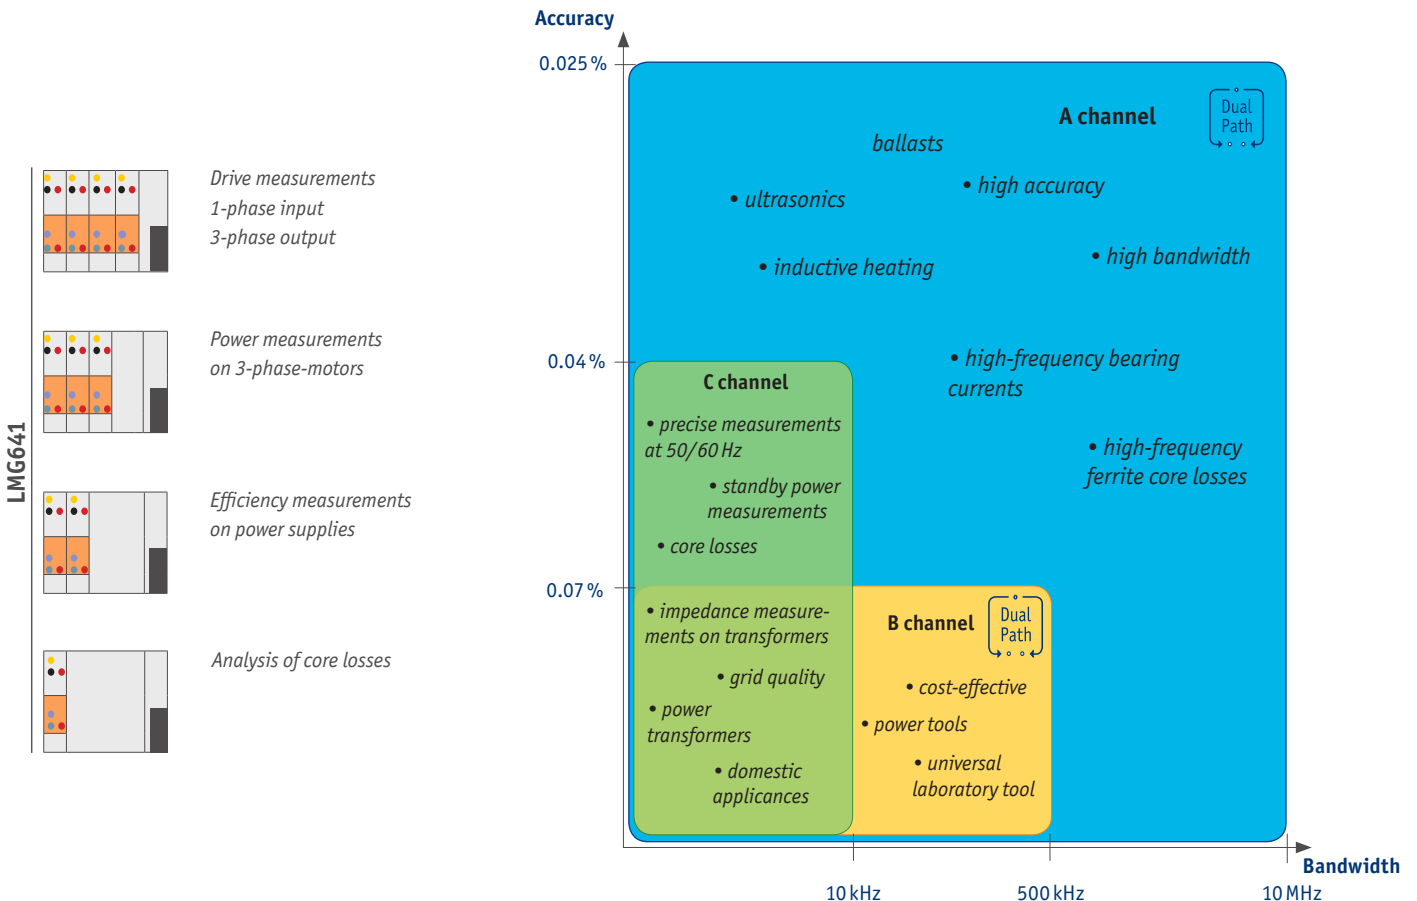 LMG641
Drive measurements
1-phase input
3-phase output
Power measurements
on 3-phase-motors
Efficiency measurements
on power supplies
Analysis of core losses
Accuracy
0.025 %
0.04 %
0.07 %
A channel
Dual
Path
ballasts
• ultrasonics
• high accuracy
• inductive heating
• high bandwidth
• high-frequency bearing
currents
• high-frequency
ferrite core losses
C channel
• precise measurements
at 50/60 Hz
• standby power
measurements
• core losses
• impedance measure-
ments on transformers
• grid quality
• power
transformers
• domestic
applicances
B channel
Dual
Path
• cost-effective
• power tools
• universal
laboratory tool
Bandwidth
10 kHz
500 kHz
10 MHz